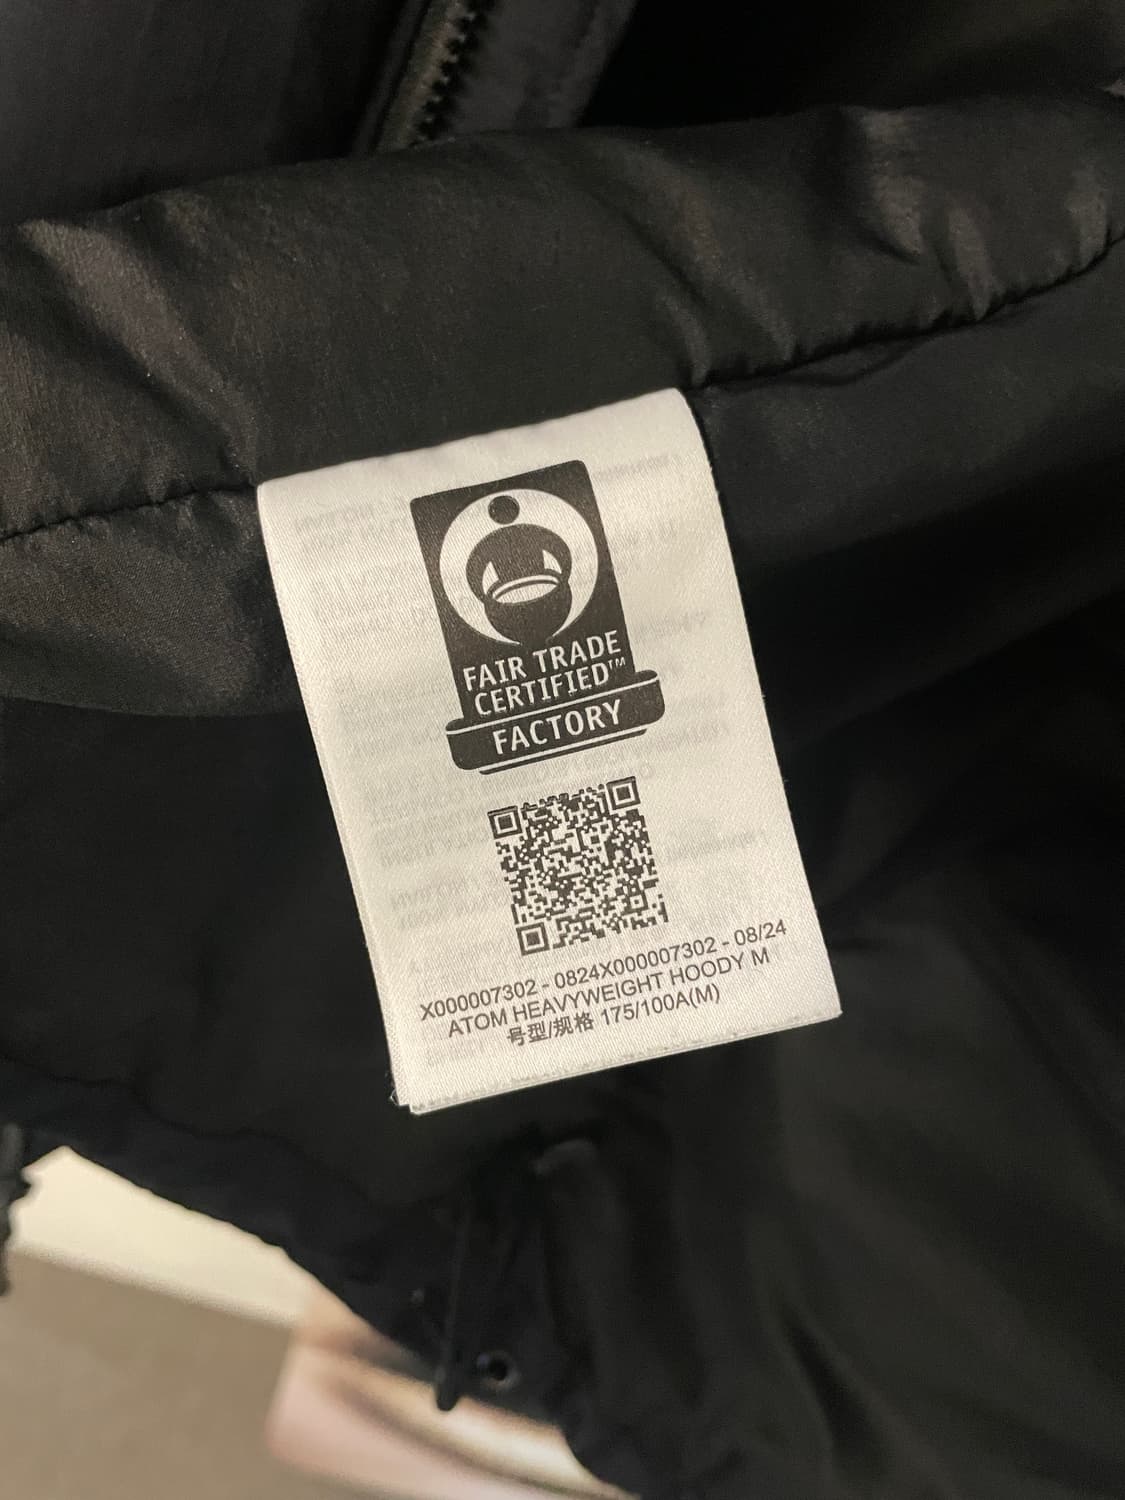 FAIR TRADE
CERTIFIED™
FACTORY
X000007302 - 0824X000007302 - 08/24
ATOM HEAVYWEIGHT HOODY M
号型/规格 175/100A(M)